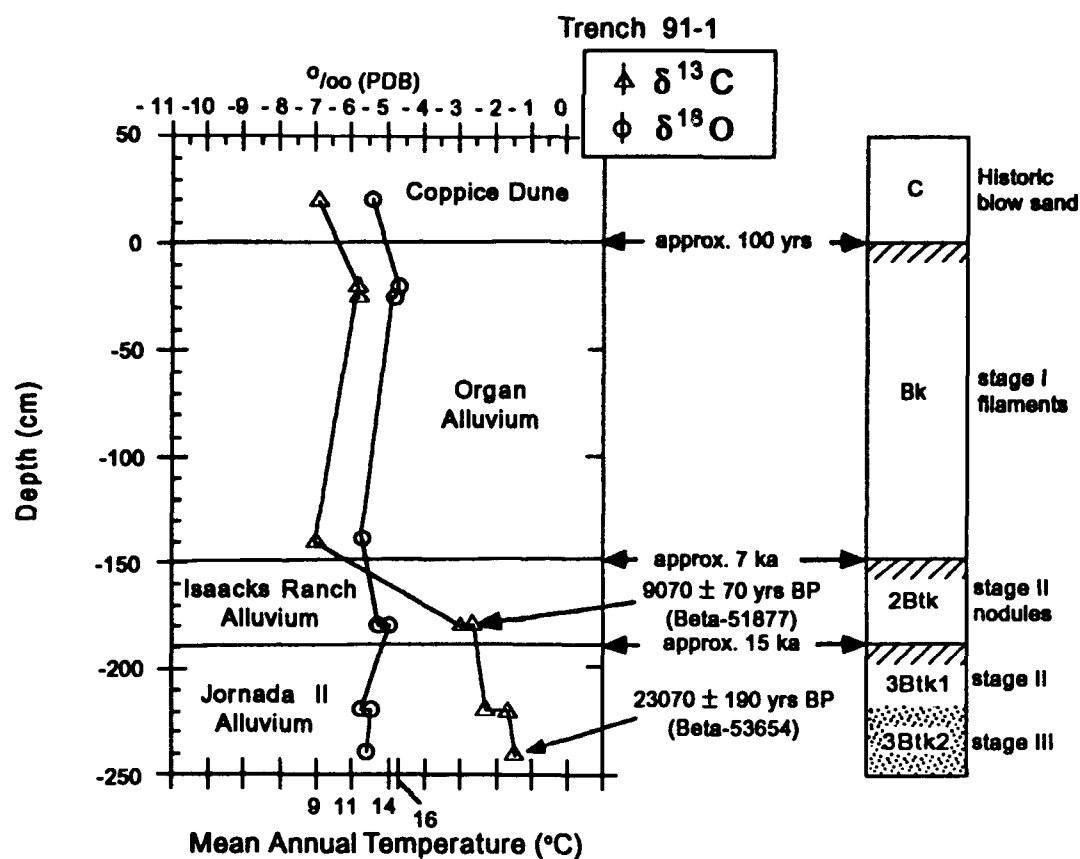 Trench 91-1
δ13C
δ18O
o/oo (PDB)
-11 -10 -9 -8 -7 -6 -5 -4 -3 -2 -1 0
50
0
-50
-100
-150
-200
-250
Depth (cm)
Coppice Dune
Organ
Alluvium
Isaacks Ranch
Alluvium
Jornada II
Alluvium
approx. 100 yrs
approx. 7 ka
9070 ± 70 yrs BP
(Beta-51877)
approx. 15 ka
23070 ± 190 yrs BP
(Beta-53654)
C
Bk
2Btk
3Btk1
3Btk2
Historic
blow sand
stage I
filaments
stage II
nodules
stage II
stage III
9 11 14 16
Mean Annual Temperature (°C)